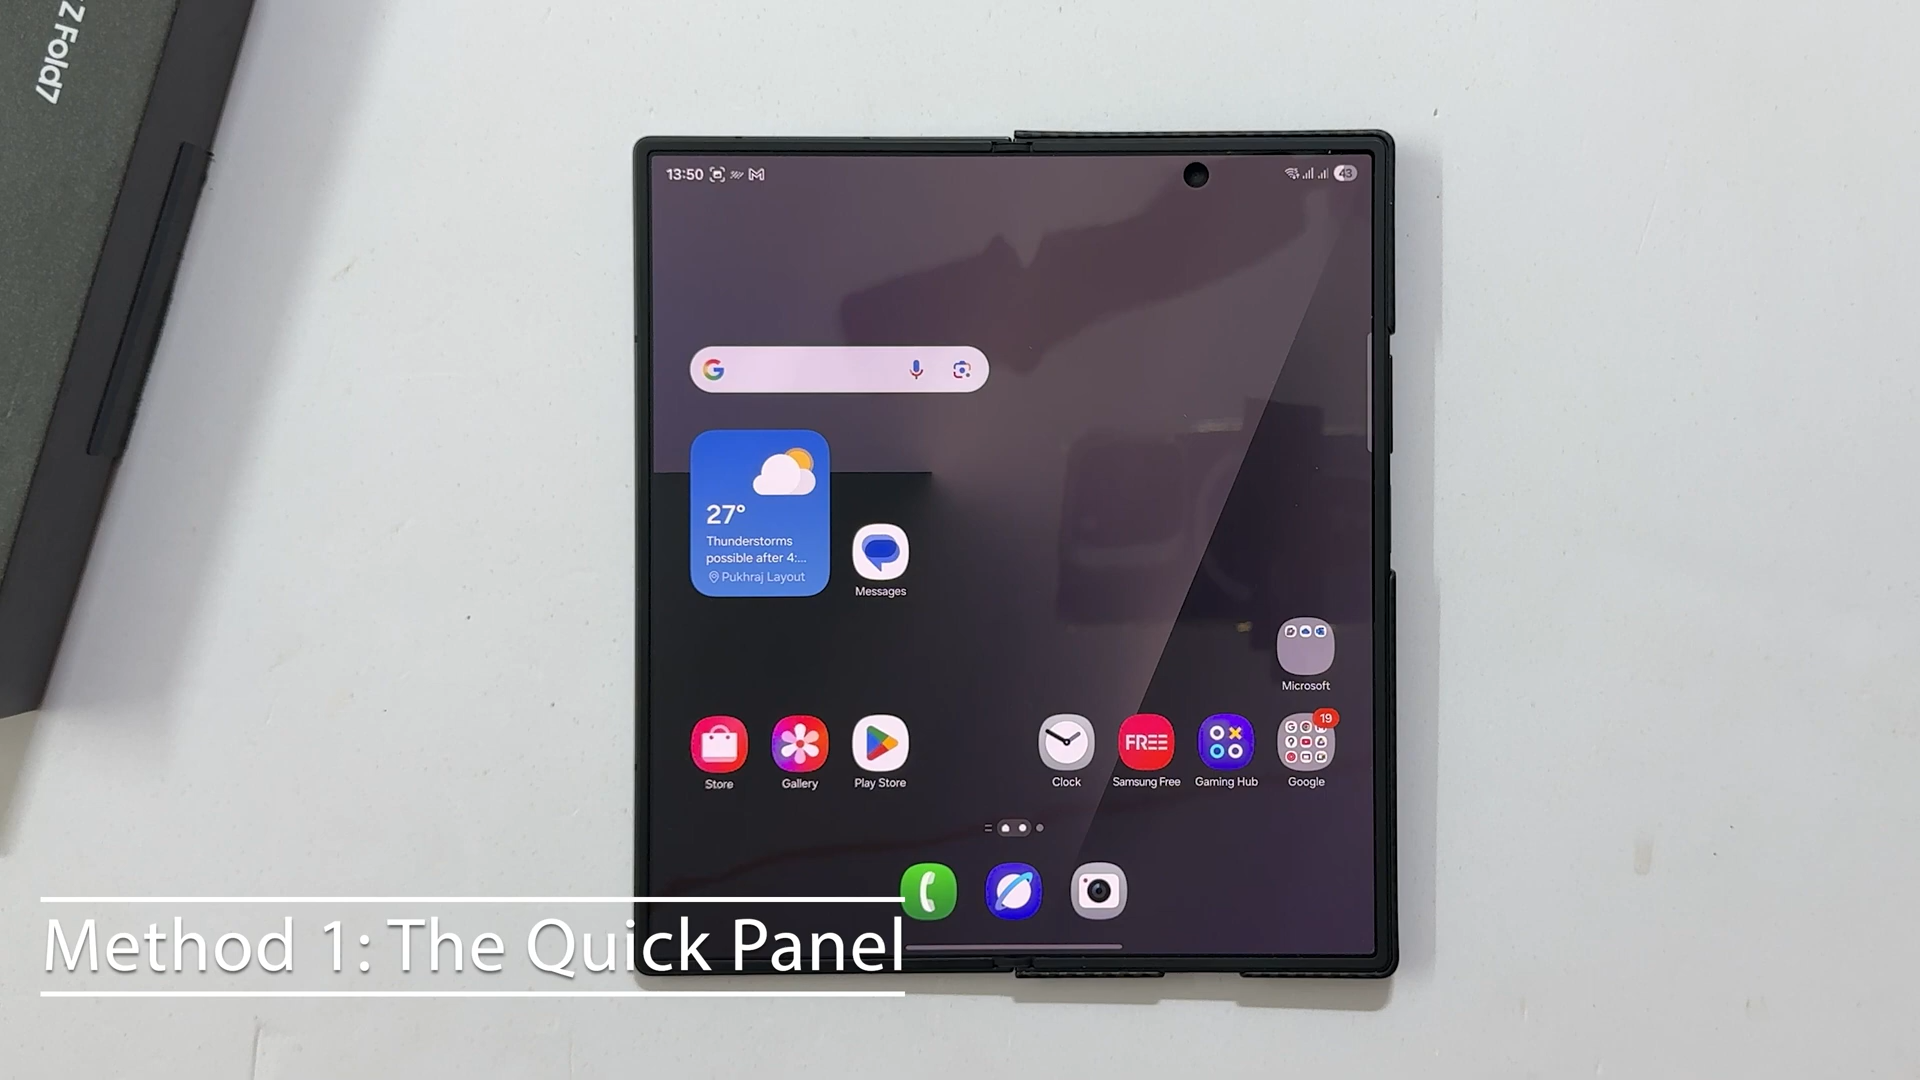 Z Fold7
13:50
43
27°
Thunderstorms
possible after 4:...
Pukhraj Layout
Messages
Microsoft
19
FREE
Store
Gallery
Play Store
Clock
Samsung Free
Gaming Hub
Google
Method 1: The Quick Panel